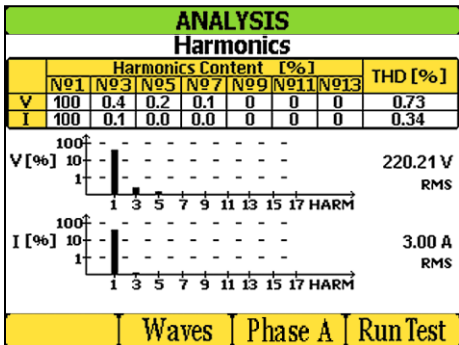 ANALYSIS
Harmonics
Harmonics Content [%] THD [%]
Nº1 Nº3 Nº5 Nº7 Nº9 Nº11 Nº13
V 100 0.4 0.2 0.1 0 0 0 0.73
I 100 0.1 0.0 0.0 0 0 0 0.34
V[%] 100 10 1
220.21 V
RMS
1 3 5 7 9 11 13 15 17 HARM
I [%] 100 10 1
3.00 A
RMS
1 3 5 7 9 11 13 15 17 HARM
Waves Phase A Run Test